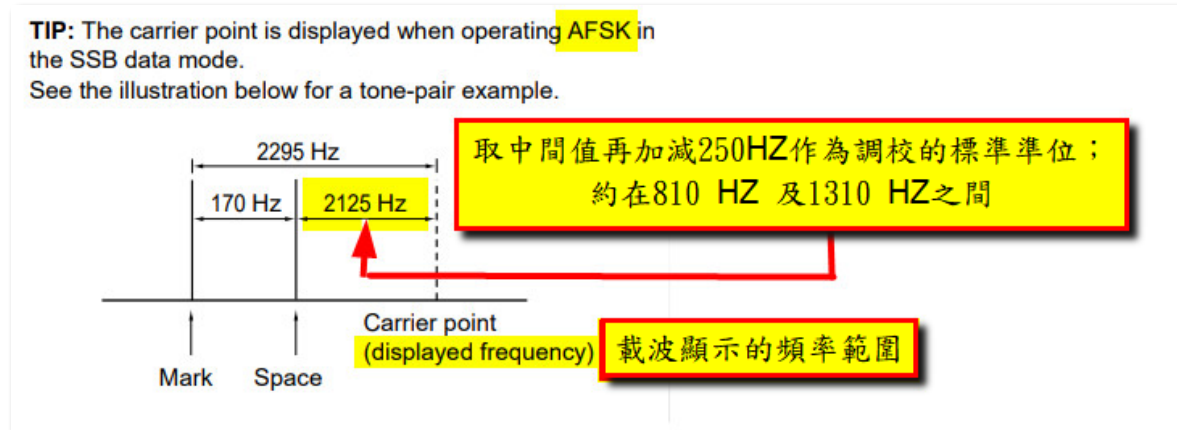 TIP: The carrier point is displayed when operating AFSK in
the SSB data mode.
See the illustration below for a tone-pair example.
2295 Hz
170 Hz
2125 Hz
取中間值再加減250HZ作為調校的標準準位；
約在810 HZ 及1310 HZ之間
Carrier point
(displayed frequency)
載波顯示的頻率範圍
Mark
Space